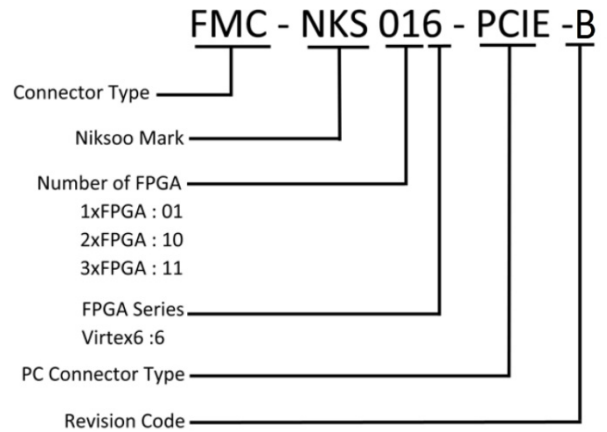 FMC - NKS 016 - PCIE -B
Connector Type
Niksoo Mark
Number of FPGA
1xFPGA : 01
2xFPGA : 10
3xFPGA : 11
FPGA Series
Virtex6 :6
PC Connector Type
Revision Code